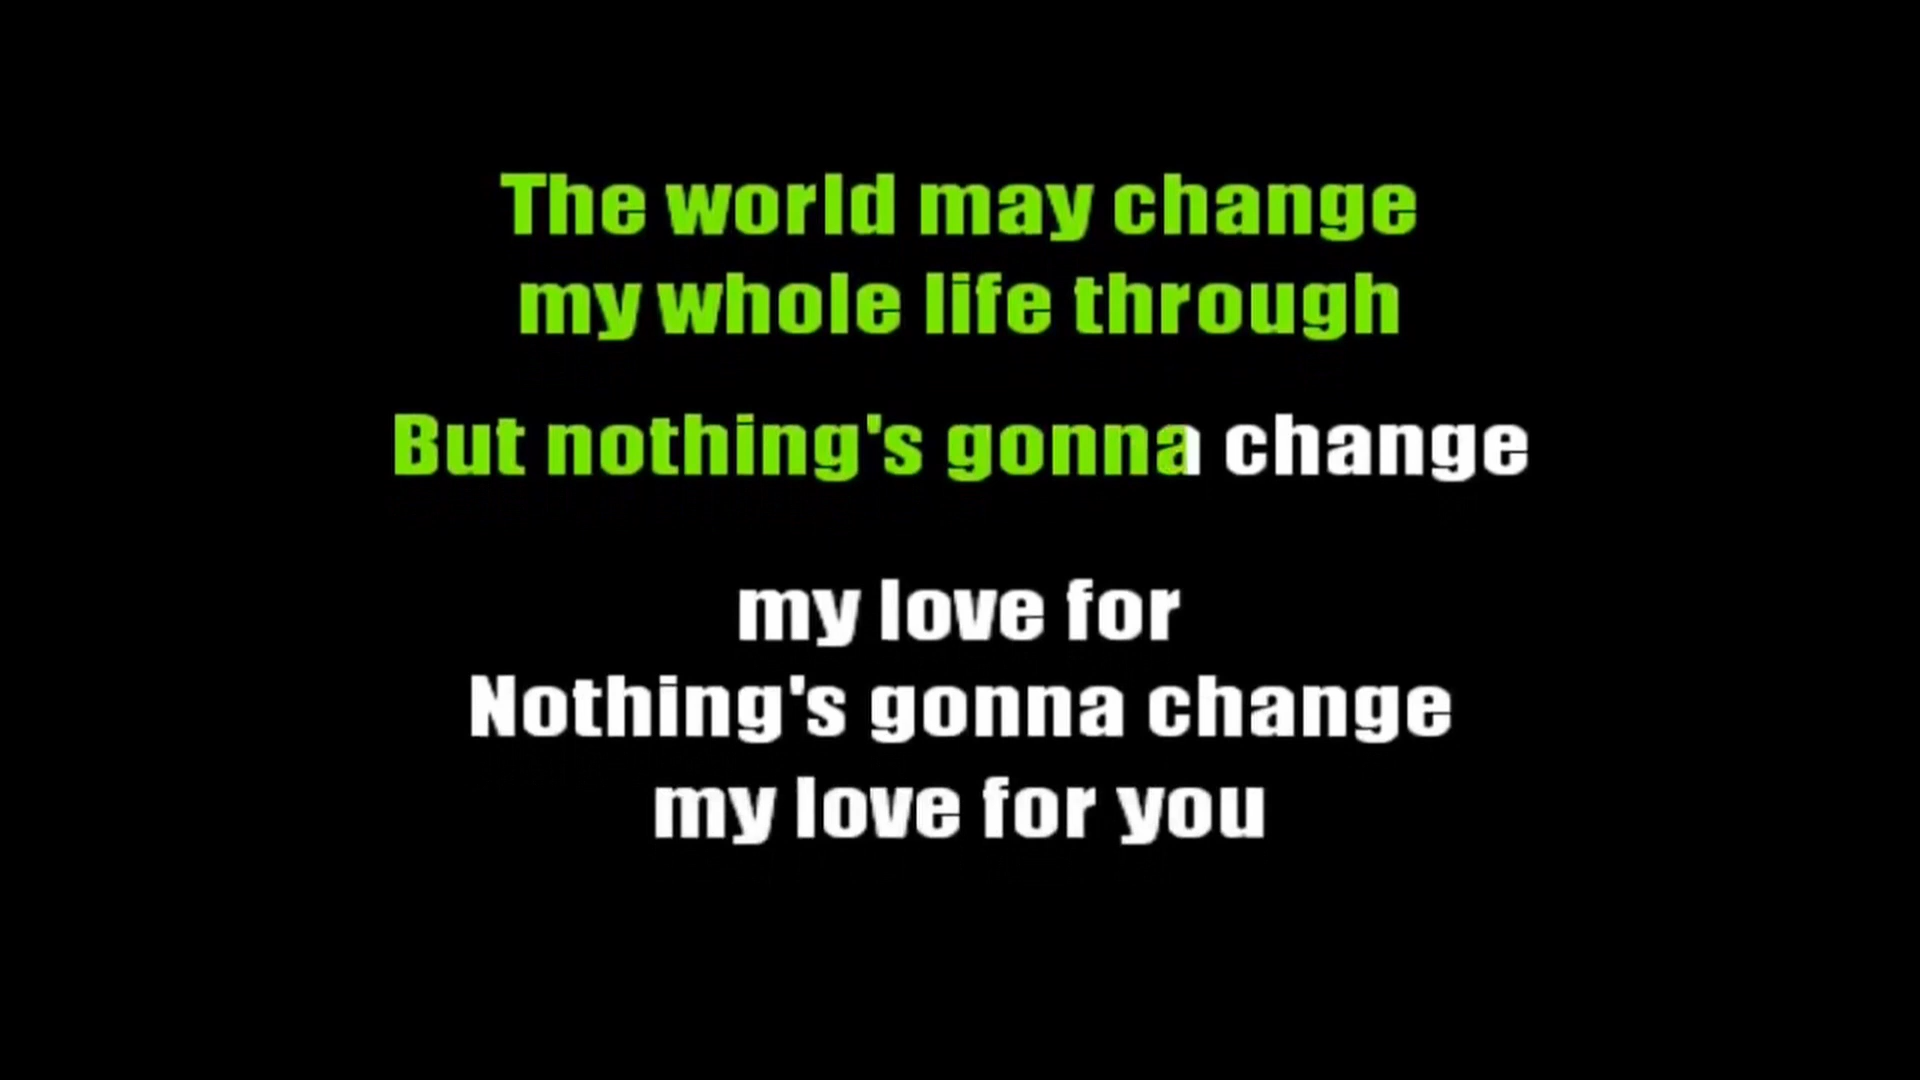 The world may change
my whole life through
But nothing's gonna change
my love for
Nothing's gonna change
my love for you